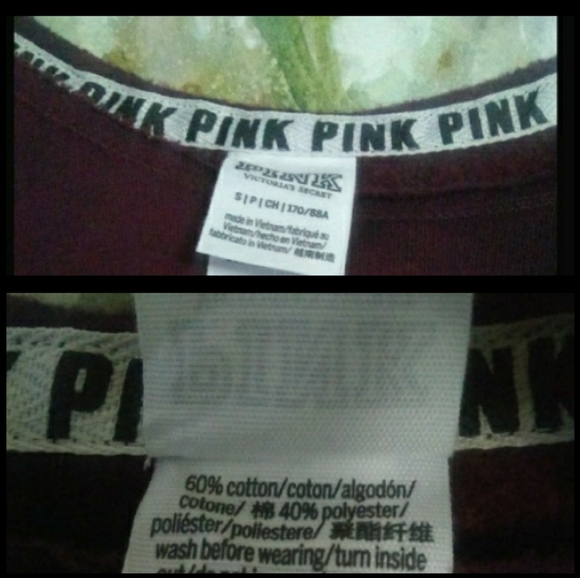 PINK PINK PINK PINK
PINK
VICTORIA'S SECRET
S | P | CH | 170/88A
made in Vietnam/fabriqué au
Vietnam/hecho en Vietnam/
fabbricato in Vietnam/ 越南制造
PINK
60% cotton/coton/algodón/
cotone/ 棉 40% polyester/
poliéster/poliestere/ 聚酯纤维
wash before wearing/turn inside